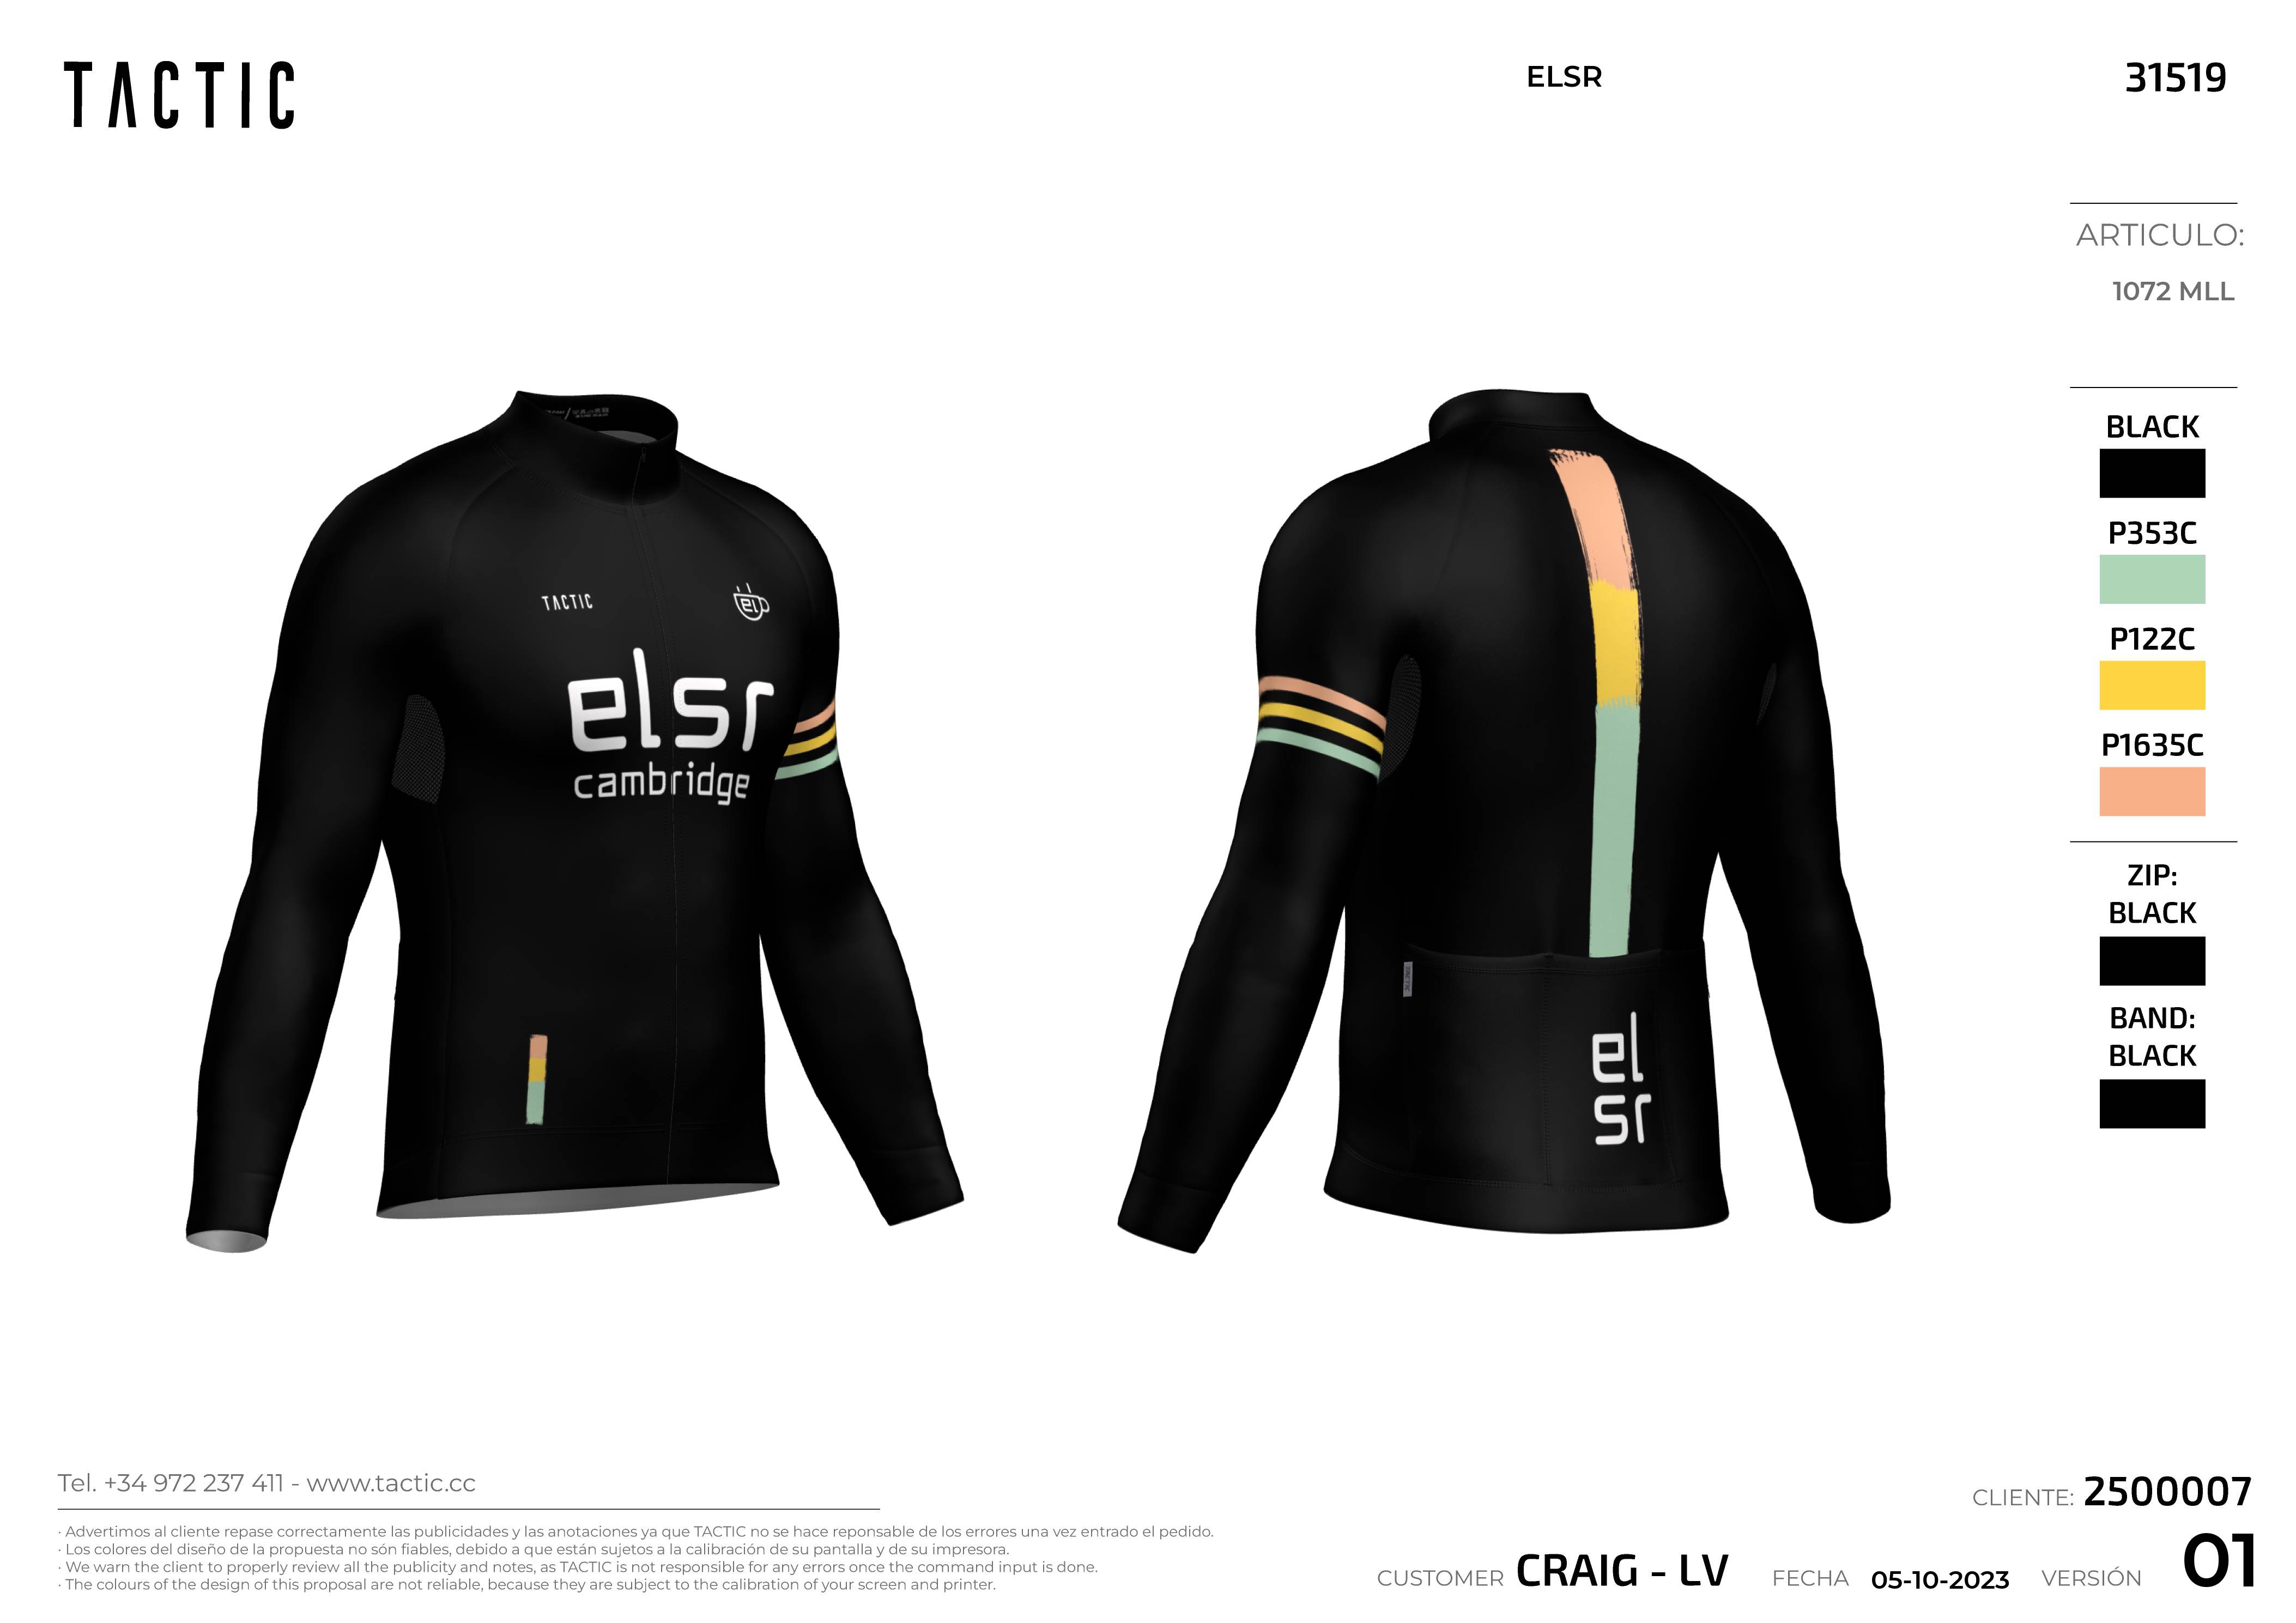 TACTIC
ELSR
31519
ARTICULO:
1072 MLL
BLACK
P353C
P122C
P1635C
ZIP:
BLACK
BAND:
BLACK
TACTIC
el
elsr
cambridge
TACTIC
el
sr
Tel. +34 972 237 411 - www.tactic.cc
· Advertimos al cliente repase correctamente las publicidades y las anotaciones ya que TACTIC no se hace reponsable de los errores una vez entrado el pedido.
· Los colores del diseño de la propuesta no són fiables, debido a que están sujetos a la calibración de su pantalla y de su impresora.
· We warn the client to properly review all the publicity and notes, as TACTIC is not responsible for any errors once the command input is done.
· The colours of the design of this proposal are not reliable, because they are subject to the calibration of your screen and printer.
CLIENTE: 2500007
CUSTOMER CRAIG - LV FECHA 05-10-2023 VERSIÓN 01